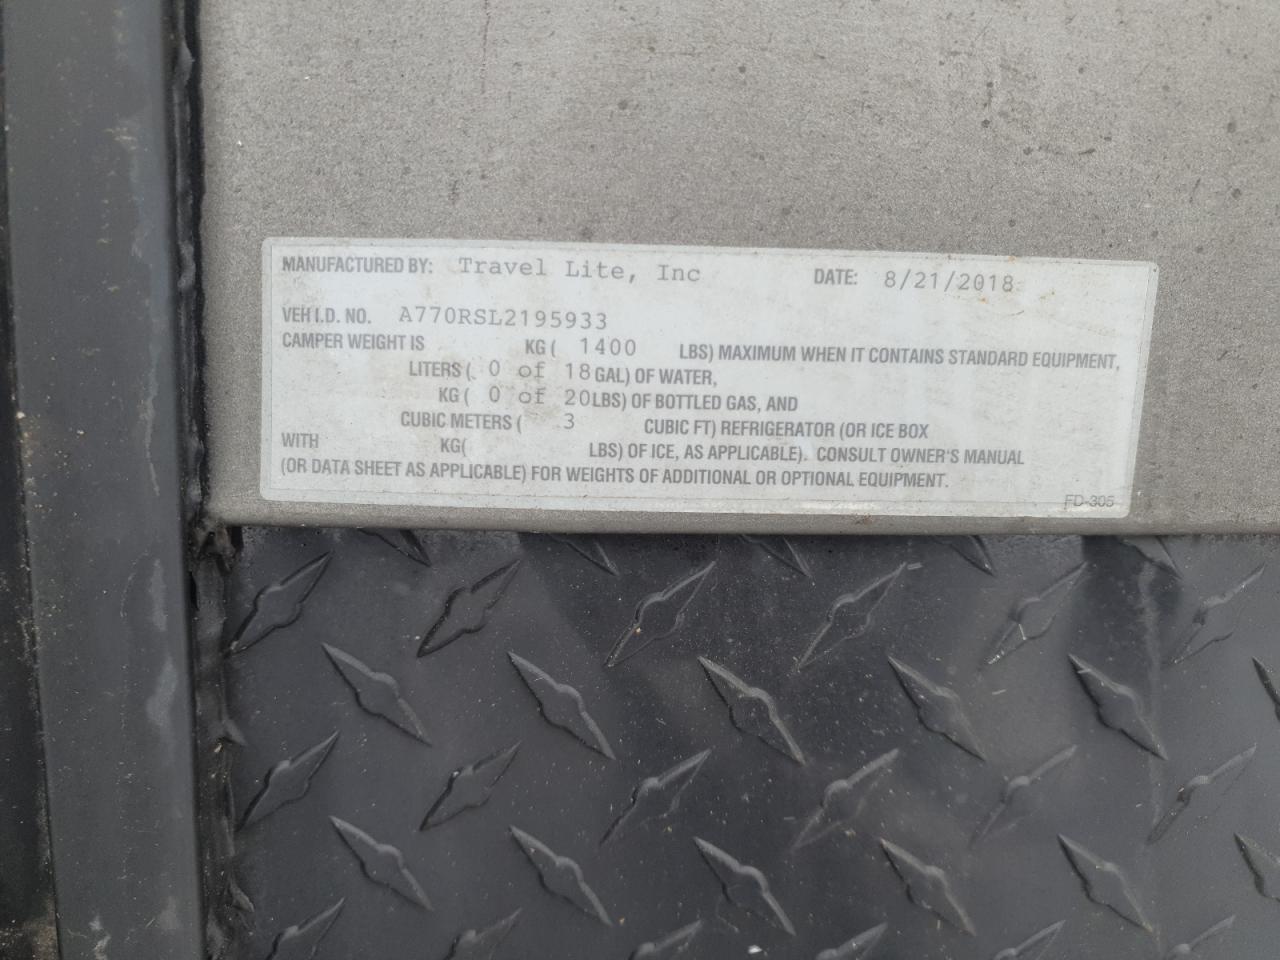 MANUFACTURED BY: Travel Lite, Inc DATE: 8/21/2018
VEH I.D. NO. A770RSL2195933
CAMPER WEIGHT IS KG ( 1400 LBS) MAXIMUM WHEN IT CONTAINS STANDARD EQUIPMENT,
LITERS ( 0 of 18 GAL) OF WATER,
KG ( 0 of 20 LBS) OF BOTTLED GAS, AND
CUBIC METERS ( 3 CUBIC FT) REFRIGERATOR (OR ICE BOX
WITH KG( LBS) OF ICE, AS APPLICABLE). CONSULT OWNER'S MANUAL
(OR DATA SHEET AS APPLICABLE) FOR WEIGHTS OF ADDITIONAL OR OPTIONAL EQUIPMENT.
FD-305